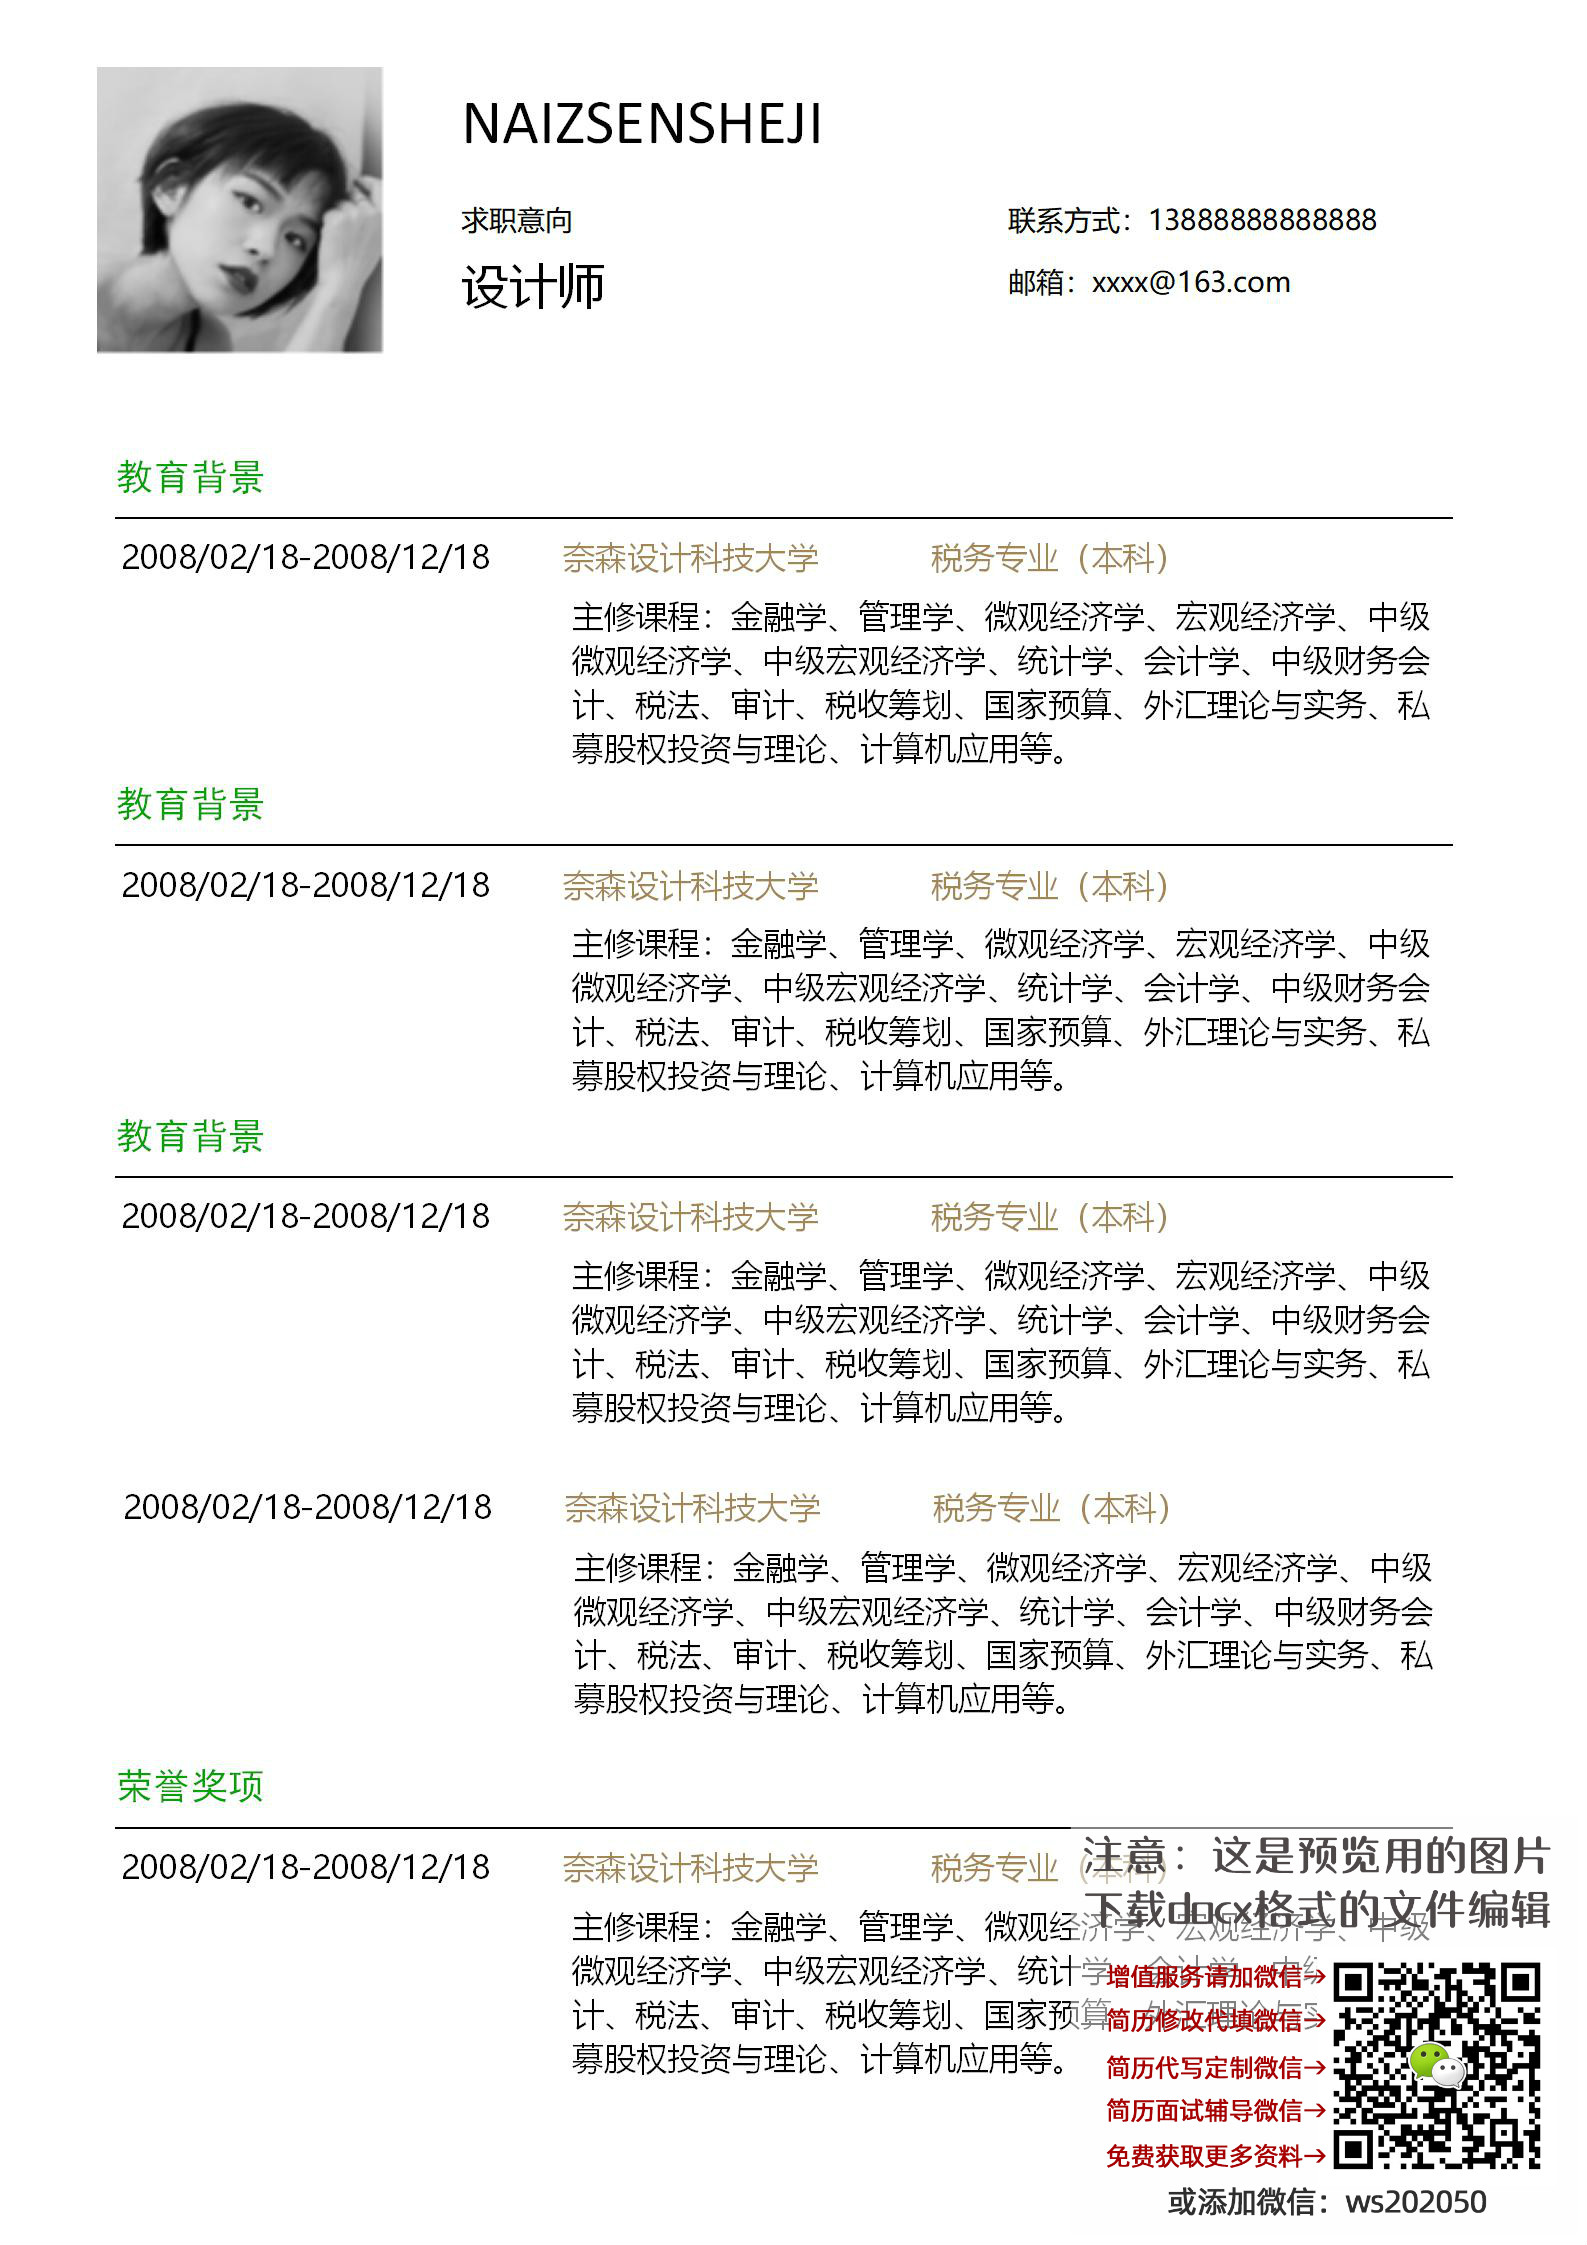 NAIZSENSHEJI
求职意向
设计师
联系方式：13888888888888
邮箱：xxxx@163.com
教育背景
2008/02/18-2008/12/18 奈森设计科技大学 税务专业（本科）
主修课程：金融学、管理学、微观经济学、宏观经济学、中级
微观经济学、中级宏观经济学、统计学、会计学、中级财务会
计、税法、审计、税收筹划、国家预算、外汇理论与实务、私
募股权投资与理论、计算机应用等。
教育背景
2008/02/18-2008/12/18 奈森设计科技大学 税务专业（本科）
主修课程：金融学、管理学、微观经济学、宏观经济学、中级
微观经济学、中级宏观经济学、统计学、会计学、中级财务会
计、税法、审计、税收筹划、国家预算、外汇理论与实务、私
募股权投资与理论、计算机应用等。
教育背景
2008/02/18-2008/12/18 奈森设计科技大学 税务专业（本科）
主修课程：金融学、管理学、微观经济学、宏观经济学、中级
微观经济学、中级宏观经济学、统计学、会计学、中级财务会
计、税法、审计、税收筹划、国家预算、外汇理论与实务、私
募股权投资与理论、计算机应用等。
2008/02/18-2008/12/18 奈森设计科技大学 税务专业（本科）
主修课程：金融学、管理学、微观经济学、宏观经济学、中级
微观经济学、中级宏观经济学、统计学、会计学、中级财务会
计、税法、审计、税收筹划、国家预算、外汇理论与实务、私
募股权投资与理论、计算机应用等。
荣誉奖项
2008/02/18-2008/12/18 奈森设计科技大学 税务专业（本科）
主修课程：金融学、管理学、微观经济学、宏观经济学、中级
微观经济学、中级宏观经济学、统计学、会计学、中级
计、税法、审计、税收筹划、国家预算、外汇理论与实
募股权投资与理论、计算机应用等。
注意：这是预览用的图片
下载docx格式的文件编辑
增值服务请加微信→
简历修改代填微信→
简历代写定制微信→
简历面试辅导微信→
免费获取更多资料→
或添加微信：ws202050